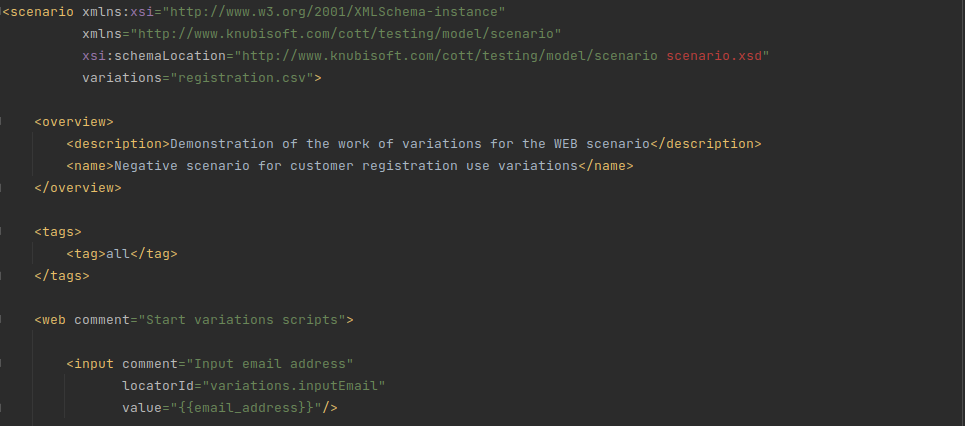 <scenario xmlns:xsi="http://www.w3.org/2001/XMLSchema-instance"
xmlns="http://www.knubisoft.com/cott/testing/model/scenario"
xsi:schemaLocation="http://www.knubisoft.com/cott/testing/model/scenario scenario.xsd"
variations="registration.csv">
<overview>
<description>Demonstration of the work of variations for the WEB scenario</description>
<name>Negative scenario for customer registration use variations</name>
</overview>
<tags>
<tag>all</tag>
</tags>
<web comment="Start variations scripts">
<input comment="Input email address"
locatorId="variations.inputEmail"
value="{{email_address}}"/>